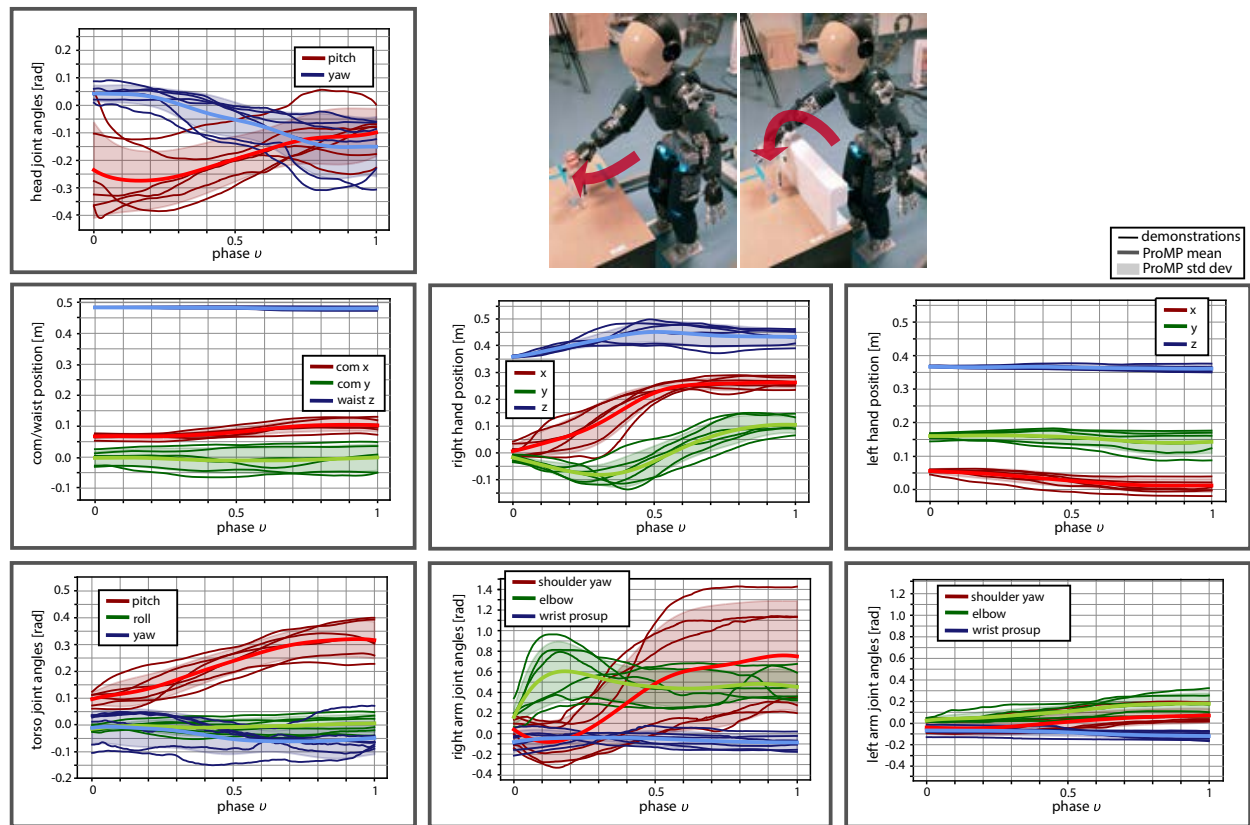 head joint angles [rad]
0.2
0.1
0.0
-0.1
-0.2
-0.3
-0.4
pitch
yaw
0
0.5
1
phase υ
demonstrations
ProMP mean
ProMP std dev
com/waist position [m]
0.5
0.4
0.3
0.2
0.1
0.0
-0.1
com x
com y
waist z
0
0.5
1
phase υ
right hand position [m]
0.5
0.4
0.3
0.2
0.1
0.0
-0.1
x
y
z
0
0.5
1
phase υ
left hand position [m]
0.5
0.4
0.35
0.2
0.15
0.0
x
y
z
0
0.5
1
phase υ
torso joint angles [rad]
0.5
0.4
0.3
0.2
0.1
0.0
-0.1
-0.2
pitch
roll
yaw
0
0.5
1
phase υ
right arm joint angles [rad]
1.4
1.2
1.0
0.8
0.6
0.4
0.2
0.0
-0.2
-0.4
shoulder yaw
elbow
wrist prosup
0
0.5
1
phase υ
left arm joint angles [rad]
1.2
1.0
0.8
0.6
0.4
0.2
0.0
-0.2
-0.4
shoulder yaw
elbow
wrist prosup
0
0.5
1
phase υ